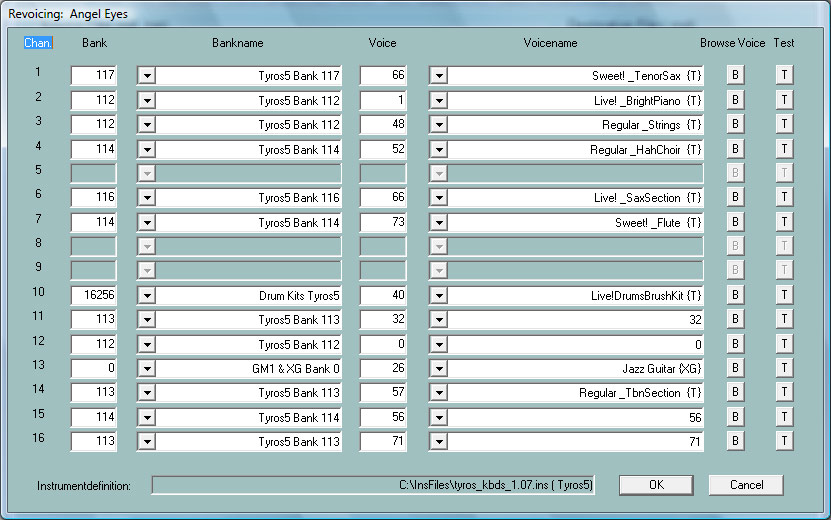 Revoicing: Angel Eyes
Chan. Bank Bankname Voice Voicename Browse Voice Test
1 117 Tyros5 Bank 117 66 Sweet! _TenorSax {T} B T
2 112 Tyros5 Bank 112 1 Live! _BrightPiano {T} B T
3 112 Tyros5 Bank 112 48 Regular _Strings {T} B T
4 114 Tyros5 Bank 114 52 Regular _HahChoir {T} B T
5 B T
6 116 Tyros5 Bank 116 66 Live! _SaxSection {T} B T
7 114 Tyros5 Bank 114 73 Sweet! _Flute {T} B T
8 B T
9 B T
10 16256 Drum Kits Tyros5 40 Live!DrumsBrushKit {T} B T
11 113 Tyros5 Bank 113 32 32 B T
12 112 Tyros5 Bank 112 0 0 B T
13 0 GM1 & XG Bank 0 26 Jazz Guitar {XG} B T
14 113 Tyros5 Bank 113 57 Regular _TbnSection {T} B T
15 114 Tyros5 Bank 114 56 56 B T
16 113 Tyros5 Bank 113 71 71 B T
Instrumentdefinition: C:\InsFiles\tyros_kbds_1.07.ins ( Tyros5) OK Cancel